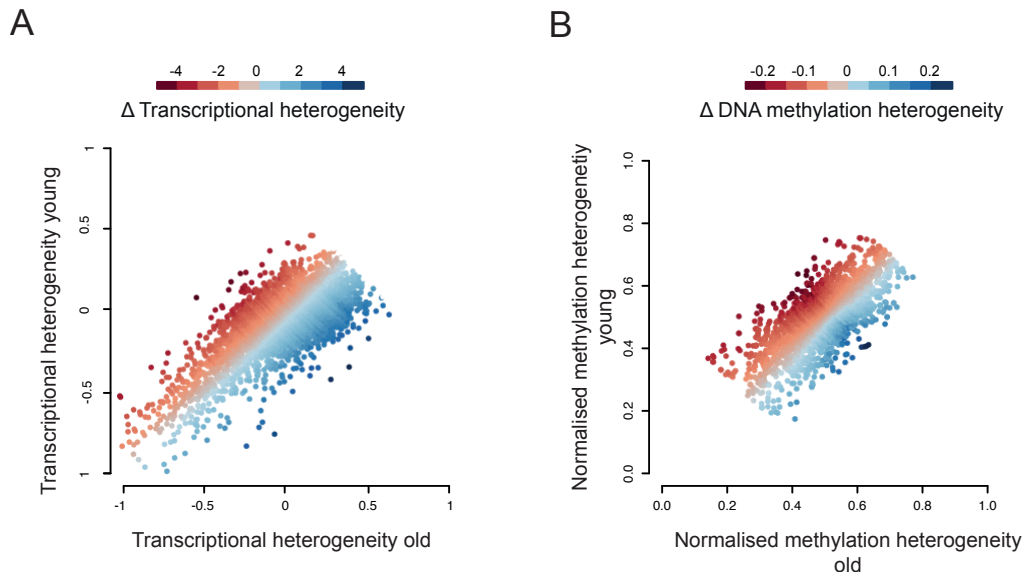 A
-4 -2 0 2 4
Δ Transcriptional heterogeneity
Transcriptional heterogeneity young
1
0.5
0
-0.5
1
-1 -0.5 0 0.5 1
Transcriptional heterogeneity old
B
-0.2 -0.1 0 0.1 0.2
Δ DNA methylation heterogeneity
Normalised methylation heterogenetiy
young
1.0
0.8
0.6
0.4
0.2
0.0
0.0 0.2 0.4 0.6 0.8 1.0
Normalised methylation heterogeneity
old